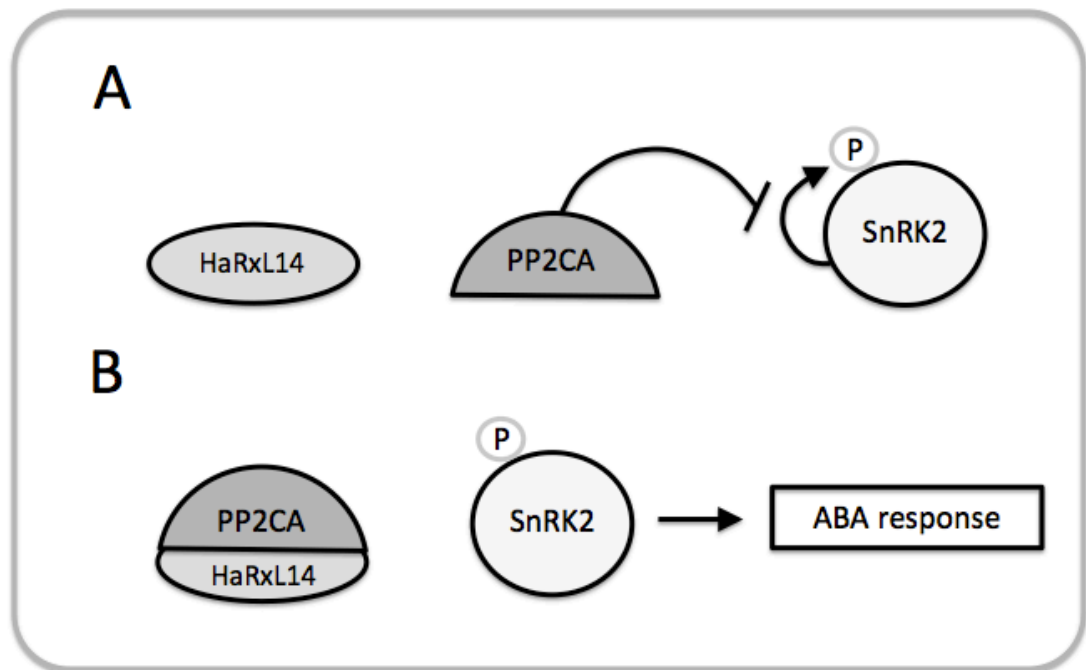 A
P
HaRxL14
PP2CA
SnRK2
B
P
PP2CA
HaRxL14
SnRK2
ABA response